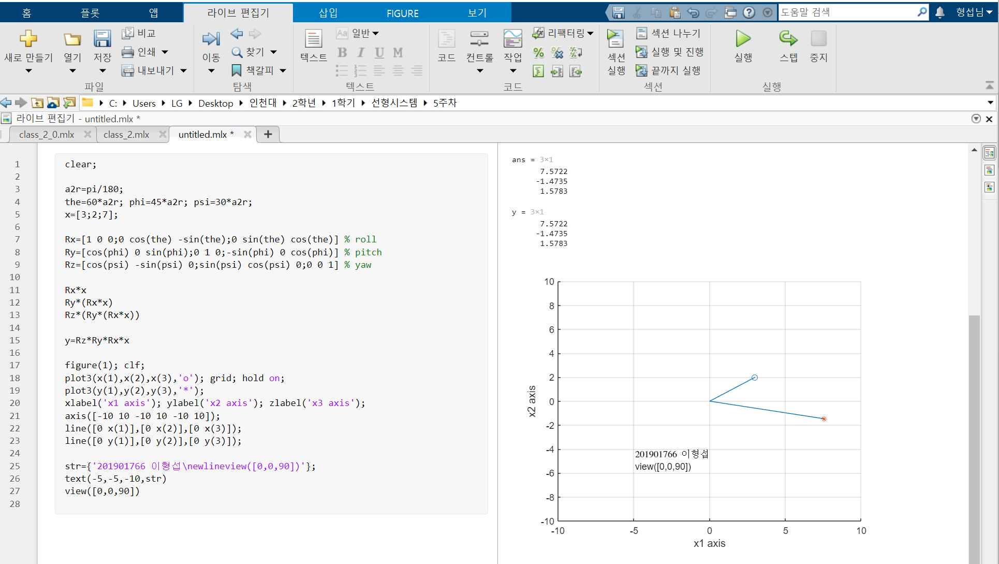 홈 플롯 앱 라이브 편집기 삽입 FIGURE 보기 도움말 검색 형섭님
새로 만들기 열기 저장 비교 인쇄 내보내기
파일
이동 찾기 책갈피
탐색
텍스트 Aa 일반 B I U M
텍스트
코드 컨트롤 작업 리팩터링
코드
섹션 실행 섹션 나누기 실행 및 진행 끝까지 실행
섹션
실행 스텝 중지
실행
C: Users LG Desktop 인천대 2학년 1학기 선형시스템 5주차
라이브 편집기 - untitled.mlx *
class_2_0.mlx class_2.mlx untitled.mlx * +
1 clear;
2
3 a2r=pi/180;
4 the=60*a2r; phi=45*a2r; psi=30*a2r;
5 x=[3;2;7];
6
7 Rx=[1 0 0;0 cos(the) -sin(the);0 sin(the) cos(the)] % roll
8 Ry=[cos(phi) 0 sin(phi);0 1 0;-sin(phi) 0 cos(phi)] % pitch
9 Rz=[cos(psi) -sin(psi) 0;sin(psi) cos(psi) 0;0 0 1] % yaw
10
11 Rx*x
12 Ry*(Rx*x)
13 Rz*(Ry*(Rx*x))
14
15 y=Rz*Ry*Rx*x
16
17 figure(1); clf;
18 plot3(x(1),x(2),x(3),'o'); grid; hold on;
19 plot3(y(1),y(2),y(3),'*');
20 xlabel('x1 axis'); ylabel('x2 axis'); zlabel('x3 axis');
21 axis([-10 10 -10 10 -10 10]);
22 line([0 x(1)],[0 x(2)],[0 x(3)]);
23 line([0 y(1)],[0 y(2)],[0 y(3)]);
24
25 str={'201901766 이형섭\newlineview([0,0,90])'};
26 text(-5,-5,-10,str)
27 view([0,0,90])
28
ans = 3×1
7.5722
-1.4735
1.5783
y = 3×1
7.5722
-1.4735
1.5783
10
8
6
4
2
0
-2
-4
-6
-8
-10
x2 axis
201901766 이형섭
view([0,0,90])
-10 -5 0 5 10
x1 axis